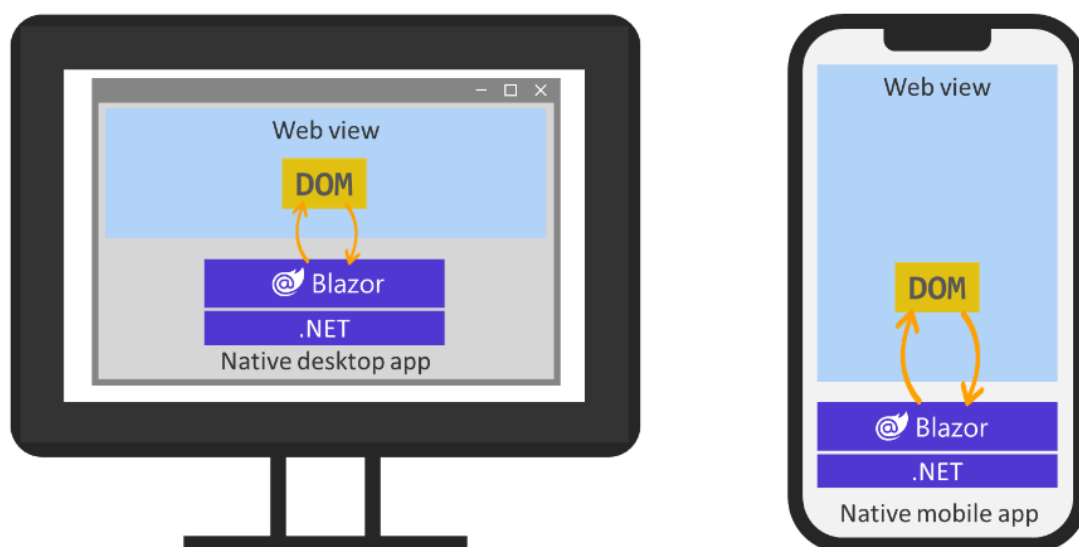 Web view
DOM
Blazor
.NET
Native desktop app
Web view
DOM
Blazor
.NET
Native mobile app